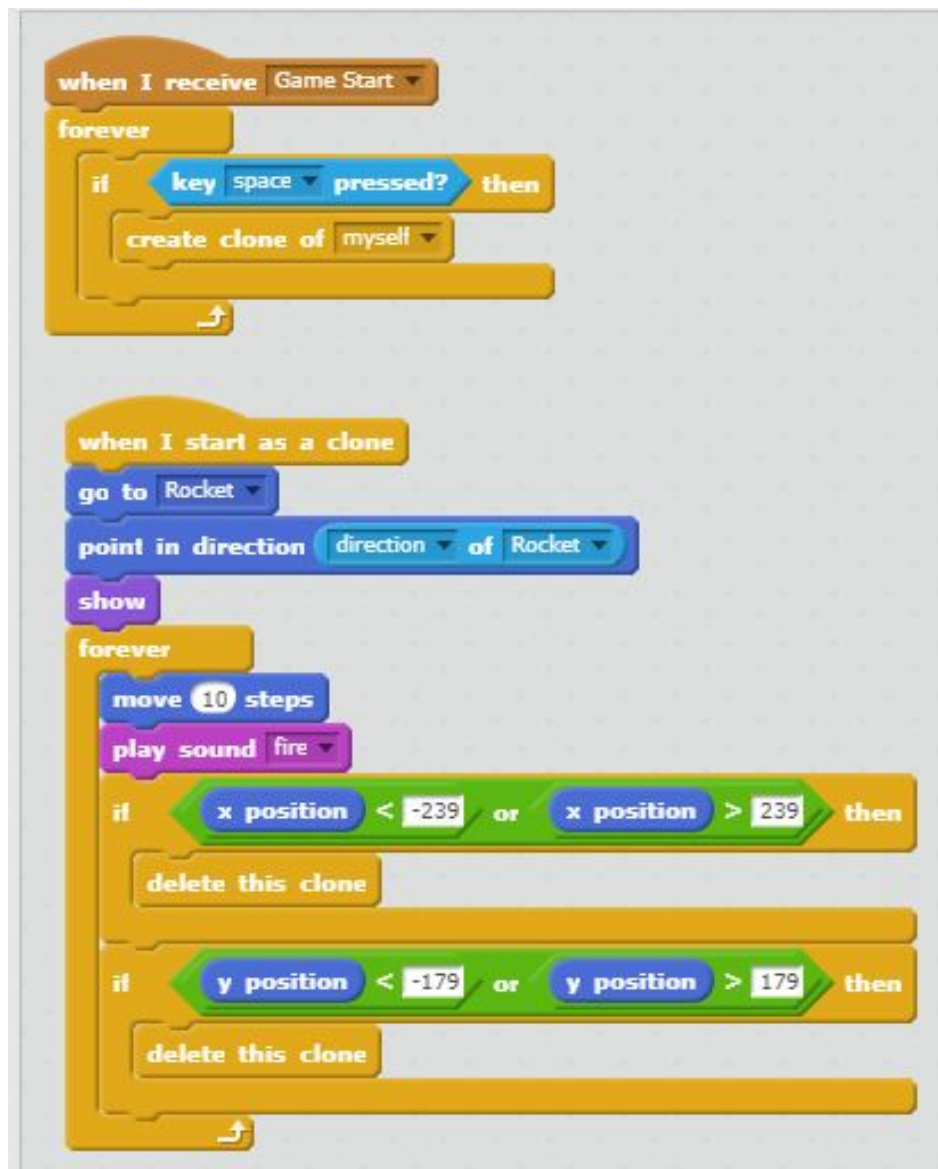 when I receive Game Start
forever
if key space pressed? then
create clone of myself
when I start as a clone
go to Rocket
point in direction direction of Rocket
show
forever
move 10 steps
play sound fire
if x position < -239 or x position > 239 then
delete this clone
if y position < -179 or y position > 179 then
delete this clone